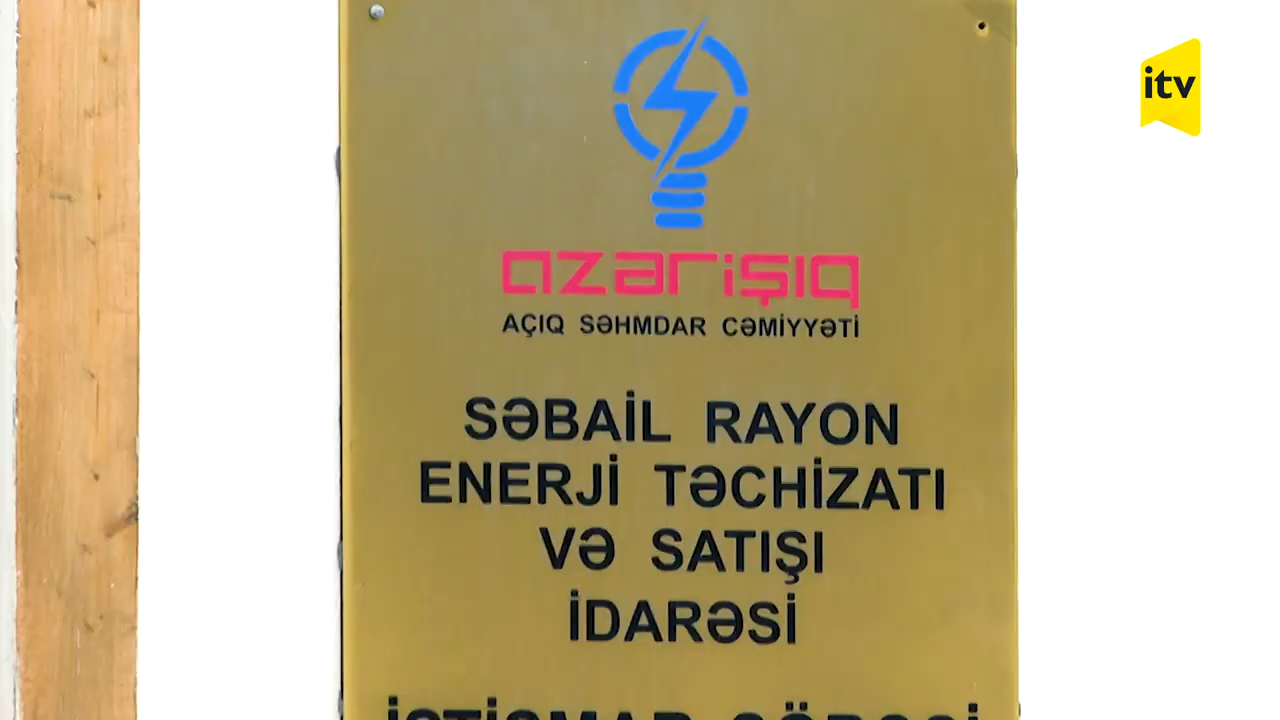 itv
azərişıq
AÇIQ SƏHMDAR CƏMİYYƏTİ
SƏBAİL RAYON
ENERJİ TƏCHİZATI
VƏ SATIŞI
İDARƏSİ